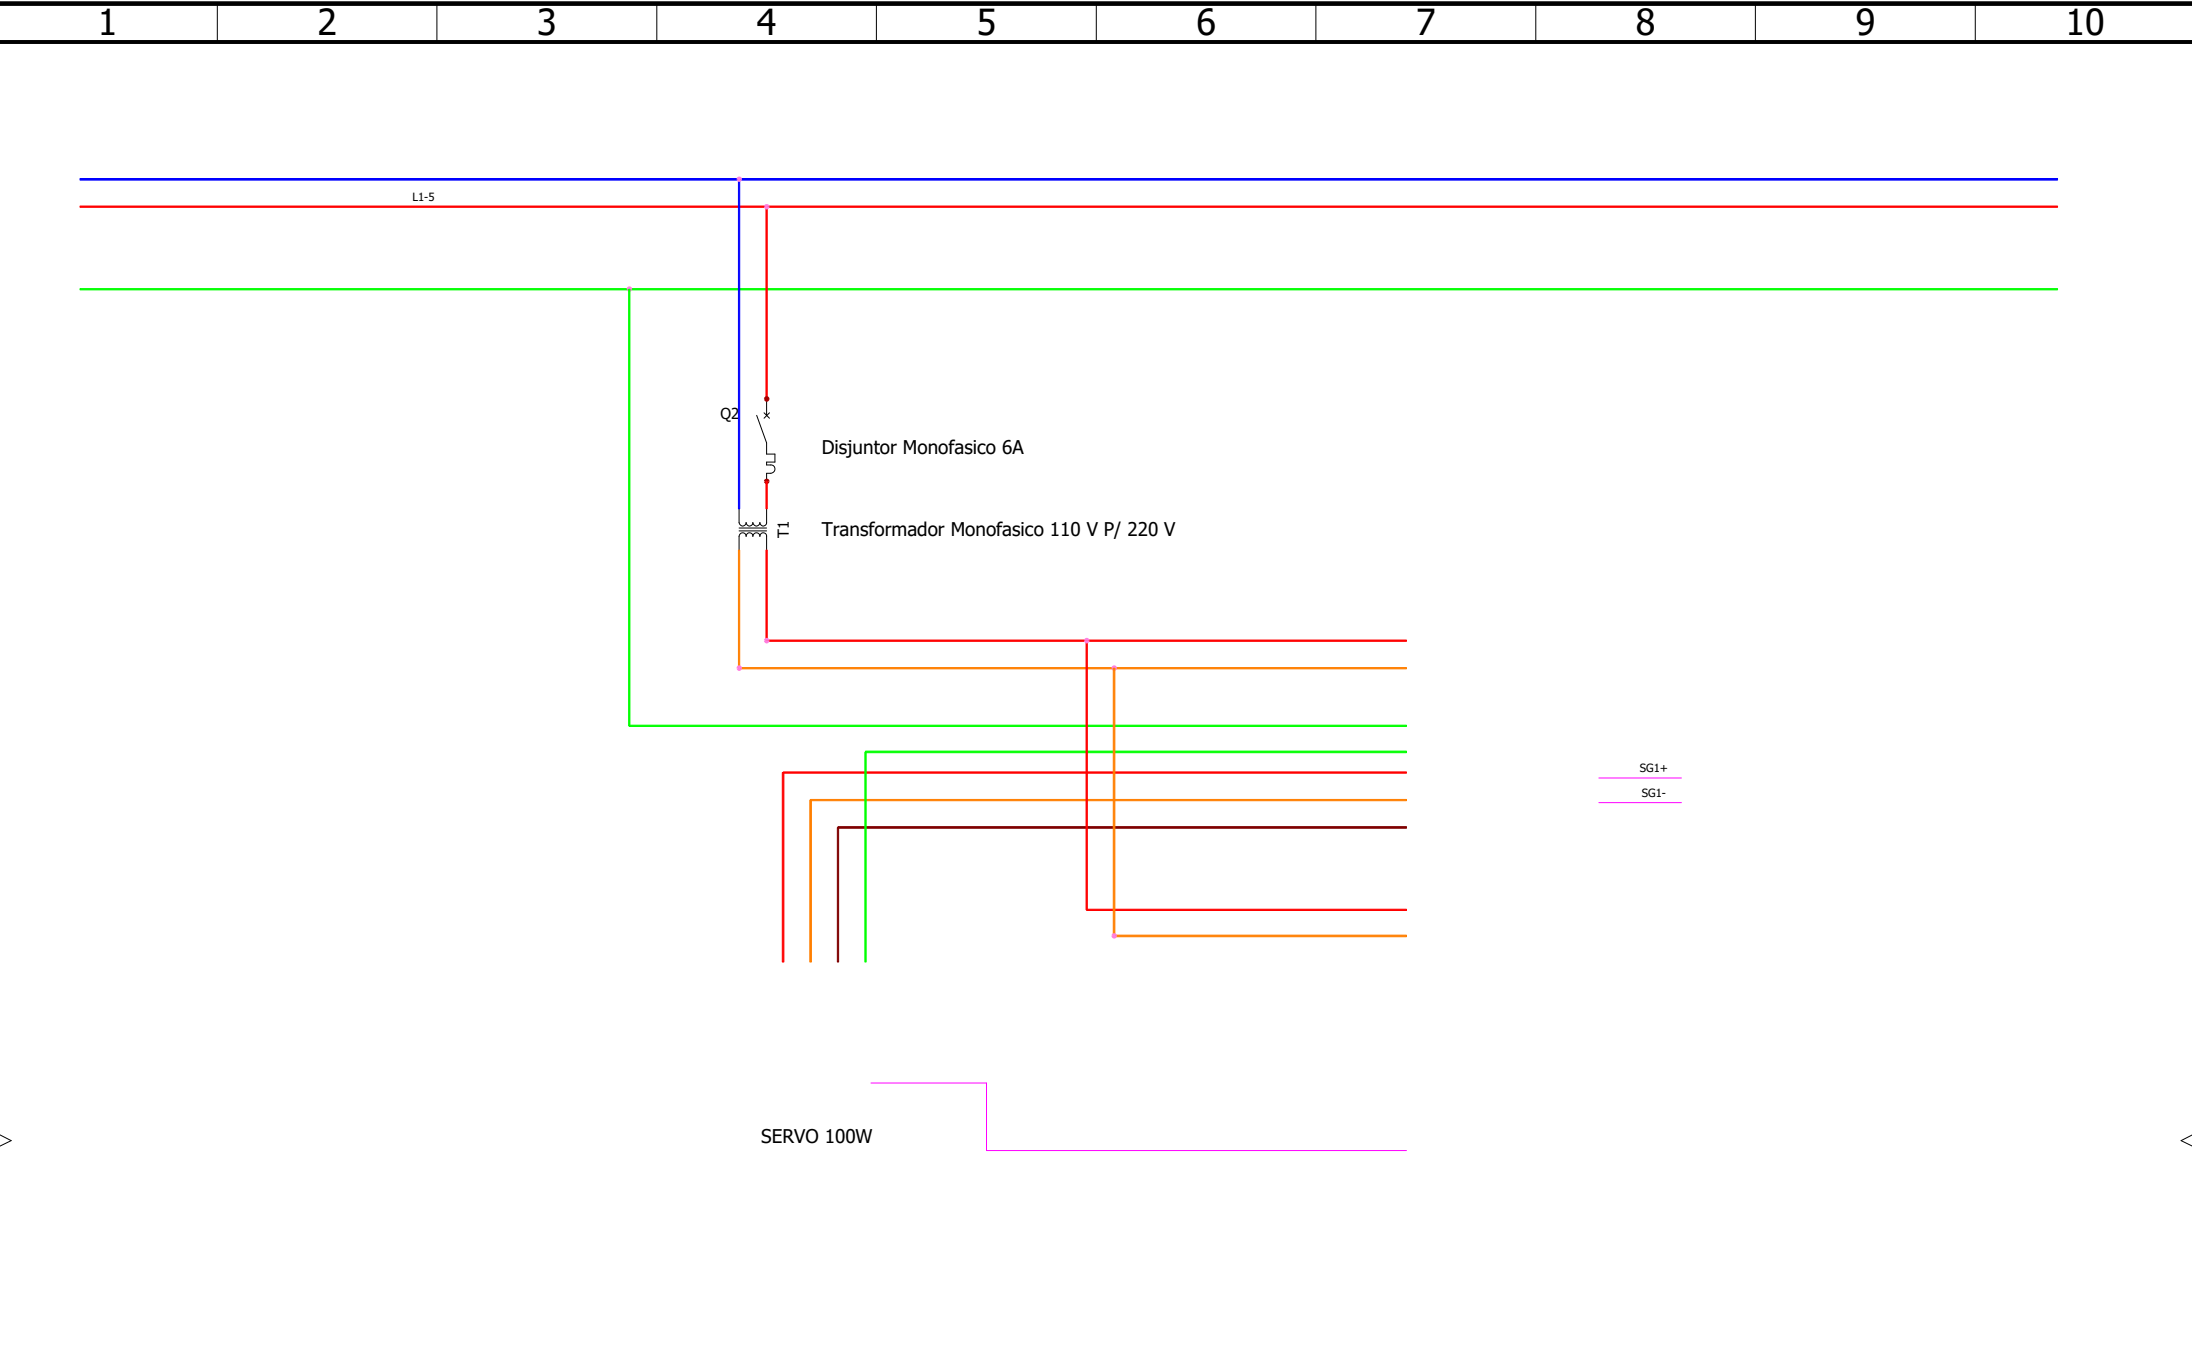 1 2 3 4 5 6 7 8 9 10
L1-5
Q2
Disjuntor Monofasico 6A
T1
Transformador Monofasico 110 V P/ 220 V
SG1+
SG1-
SERVO 100W